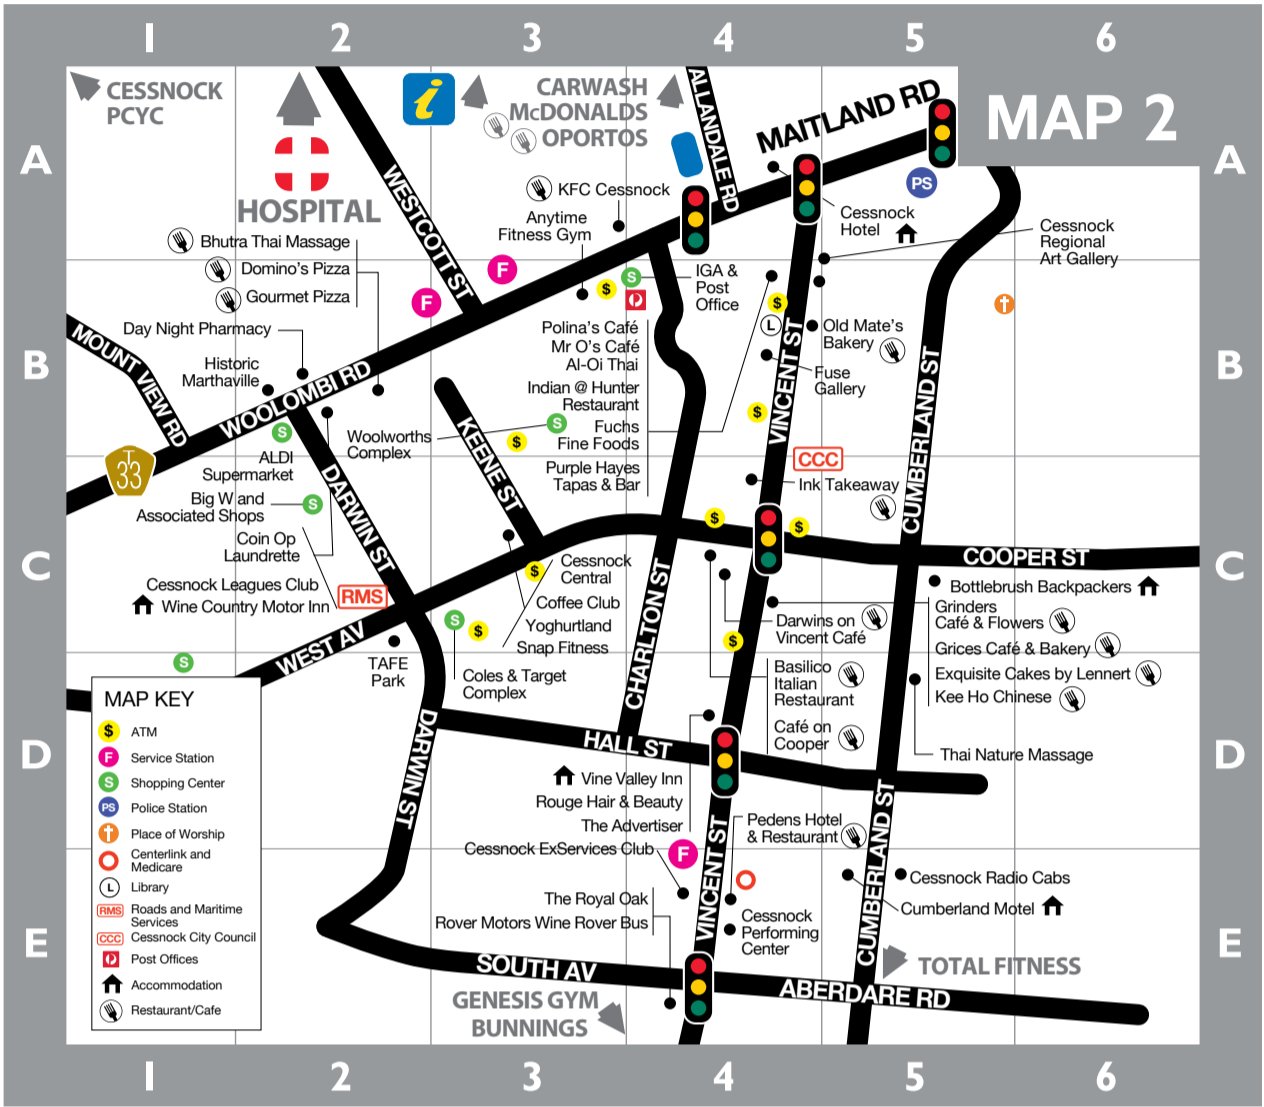 1 2 3 4 5 6
MAP 2
A
B
C
D
E
A
B
C
D
E
CESSNOCK
PCYC
HOSPITAL
i
CARWASH
McDONALDS
OPORTOS
ALLANDALE RD
MAITLAND RD
WESTCOTT ST
KFC Cessnock
Anytime
Fitness Gym
PS
Cessnock
Hotel
Cessnock
Regional
Art Gallery
Bhutra Thai Massage
Domino's Pizza
Gourmet Pizza
F
F
$
S
IGA &
Post
Office
$
L
Day Night Pharmacy
Historic
Marthaville
MOUNT VIEW RD
WOOLOMBI RD
T
33
S
ALDI
Supermarket
Woolworths
Complex
S
$
KEENE ST
Polina's Café
Mr O's Café
Al-Oi Thai
Indian @ Hunter
Restaurant
Fuchs
Fine Foods
Purple Hayes
Tapas & Bar
Old Mate's
Bakery
Fuse
Gallery
$
VINCENT ST
CUMBERLAND ST
CCC
Ink Takeaway
Big W and
Associated Shops
S
Coin Op
Laundrette
DARWIN ST
Cessnock Leagues Club
Wine Country Motor Inn
RMS
$
$
COOPER ST
$
Cessnock
Central
Coffee Club
Yoghurtland
Snap Fitness
CHARLTON ST
Bottlebrush Backpackers
Grinders
Café & Flowers
Grices Café & Bakery
Exquisite Cakes by Lennert
Kee Ho Chinese
Darwins on
Vincent Café
$
S
$
S
WEST AV
TAFE
Park
Coles & Target
Complex
Basilico
Italian
Restaurant
Café on
Cooper
Thai Nature Massage
DARWIN ST
HALL ST
Vine Valley Inn
Rouge Hair & Beauty
The Advertiser
Pedens Hotel
& Restaurant
Cessnock ExServices Club
F
VINCENT ST
CUMBERLAND ST
Cessnock Radio Cabs
Cumberland Motel
The Royal Oak
Rover Motors Wine Rover Bus
Cessnock
Performing
Center
SOUTH AV
ABERDARE RD
TOTAL FITNESS
GENESIS GYM
BUNNINGS
MAP KEY
$ ATM
F Service Station
S Shopping Center
PS Police Station
Place of Worship
Centerlink and
Medicare
L Library
RMS Roads and Maritime
Services
CCC Cessnock City Council
Post Offices
Accommodation
Restaurant/Cafe
1 2 3 4 5 6